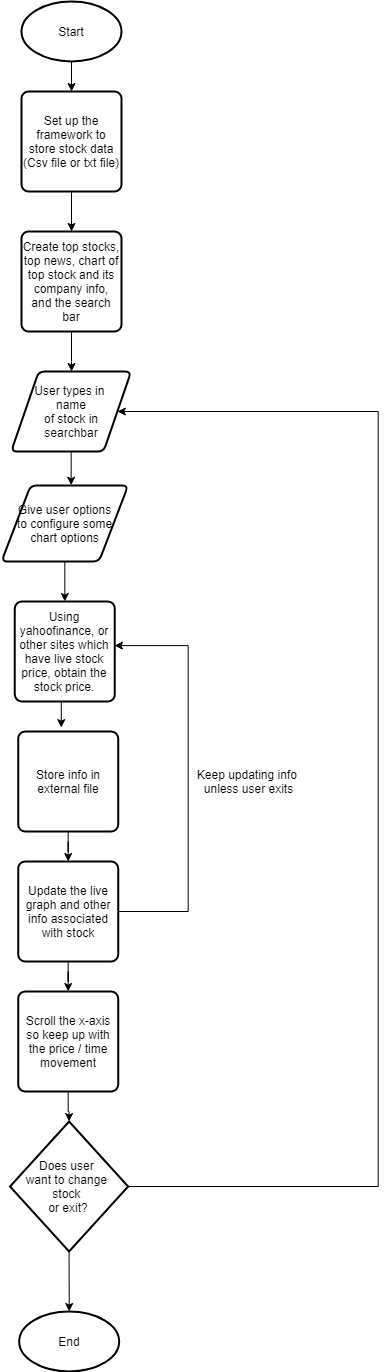 Start
Set up the
framework to
store stock data
(Csv file or txt file)
Create top stocks,
top news, chart of
top stock and its
company info,
and the search
bar
User types in
name
of stock in
searchbar
Give user options
to configure some
chart options
Using
yahoofinance, or
other sites which
have live stock
price, obtain the
stock price.
Store info in
external file
Keep updating info
unless user exits
Update the live
graph and other
info associated
with stock
Scroll the x-axis
so keep up with
the price / time
movement
Does user
want to change
stock
or exit?
End